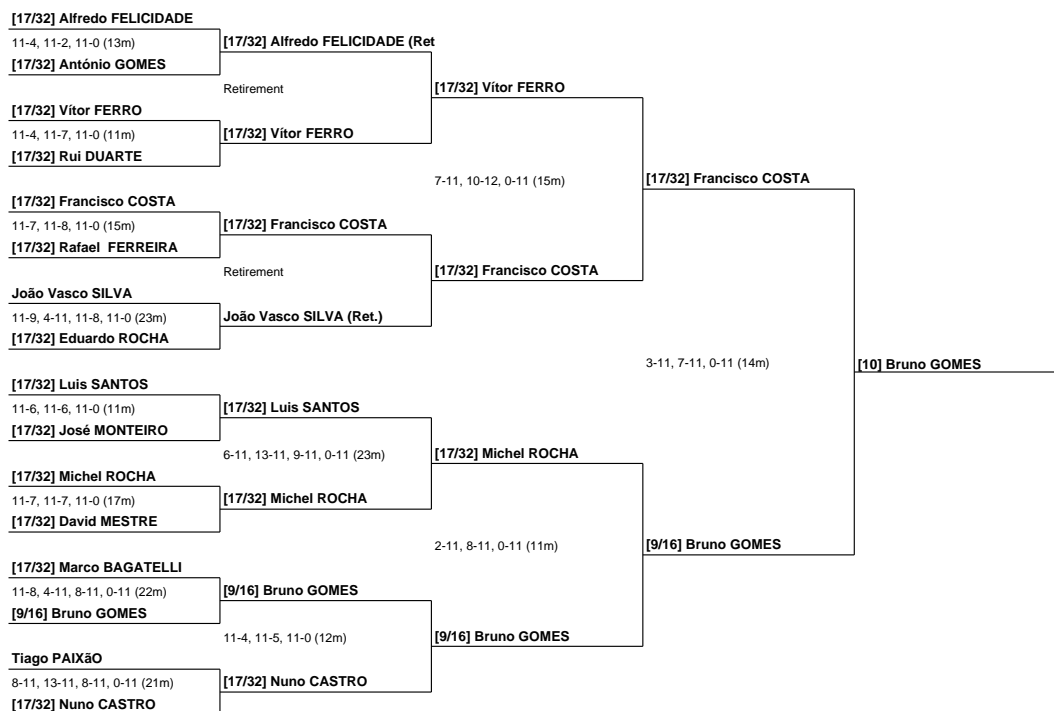 [17/32] Alfredo FELICIDADE
11-4, 11-2, 11-0 (13m)
[17/32] António GOMES
[17/32] Vítor FERRO
11-4, 11-7, 11-0 (11m)
[17/32] Rui DUARTE
[17/32] Francisco COSTA
11-7, 11-8, 11-0 (15m)
[17/32] Rafael  FERREIRA
João Vasco SILVA
11-9, 4-11, 11-8, 11-0 (23m)
[17/32] Eduardo ROCHA
[17/32] Luis SANTOS
11-6, 11-6, 11-0 (11m)
[17/32] José MONTEIRO
[17/32] Michel ROCHA
11-7, 11-7, 11-0 (17m)
[17/32] David MESTRE
[17/32] Marco BAGATELLI
11-8, 4-11, 8-11, 0-11 (22m)
[9/16] Bruno GOMES
Tiago PAIXãO
8-11, 13-11, 8-11, 0-11 (21m)
[17/32] Nuno CASTRO
[17/32] Alfredo FELICIDADE (Ret
Retirement
[17/32] Vítor FERRO
[17/32] Francisco COSTA
Retirement
João Vasco SILVA (Ret.)
[17/32] Luis SANTOS
6-11, 13-11, 9-11, 0-11 (23m)
[17/32] Michel ROCHA
[9/16] Bruno GOMES
11-4, 11-5, 11-0 (12m)
[17/32] Nuno CASTRO
[17/32] Vítor FERRO
7-11, 10-12, 0-11 (15m)
[17/32] Francisco COSTA
[17/32] Michel ROCHA
2-11, 8-11, 0-11 (11m)
[9/16] Bruno GOMES
[17/32] Francisco COSTA
3-11, 7-11, 0-11 (14m)
[9/16] Bruno GOMES
[10] Bruno GOMES